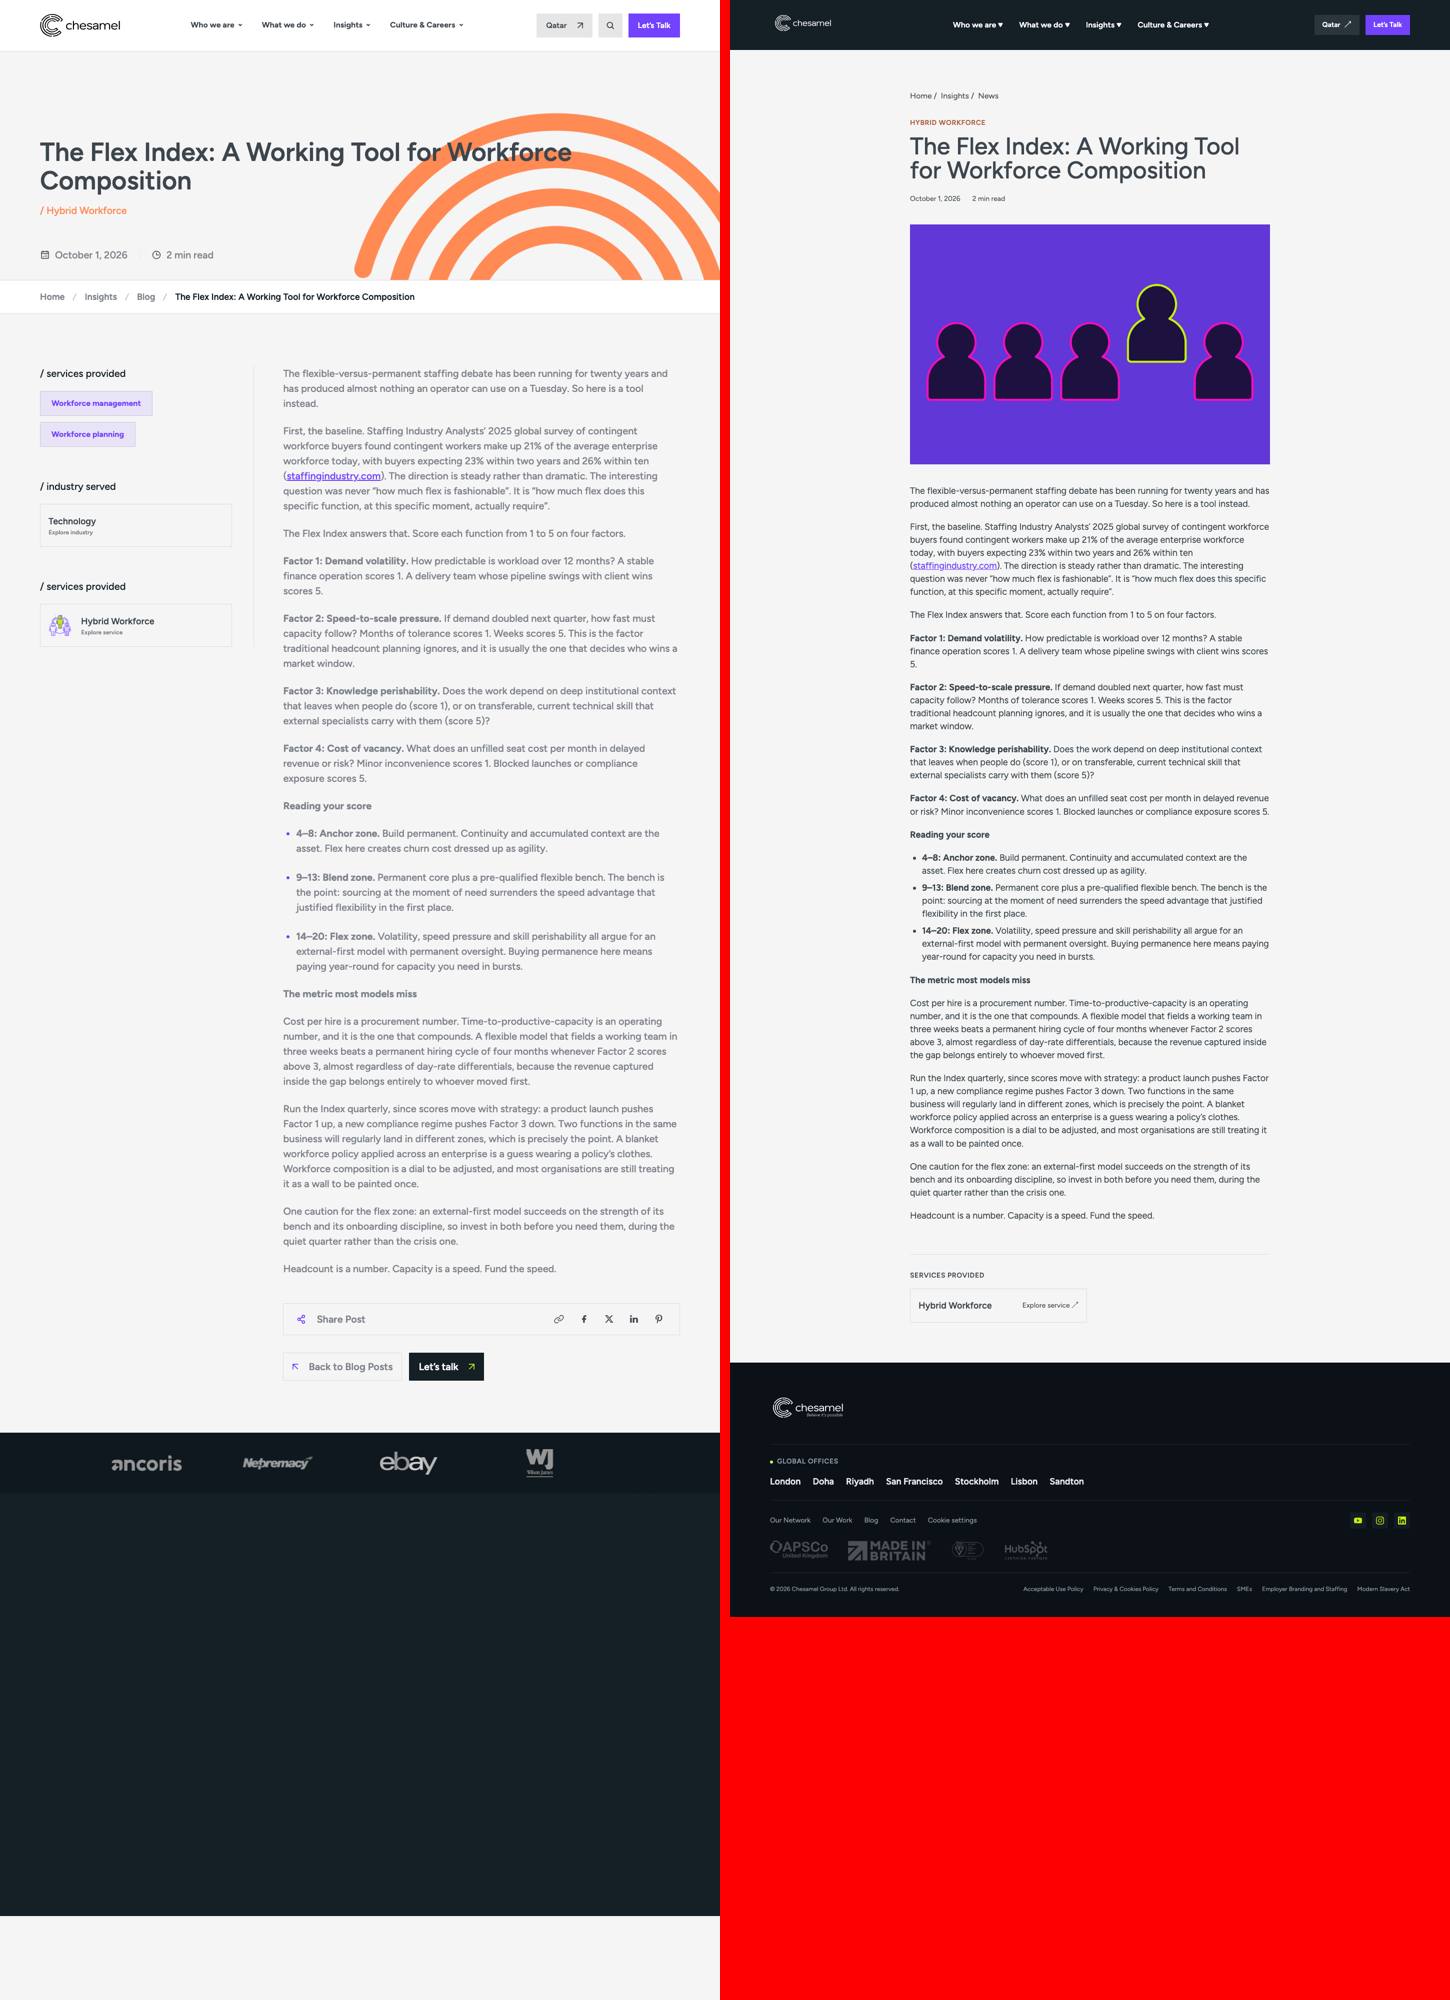 chesamel
Who we are
What we do
Insights
Culture & Careers
Qatar
Let's Talk
The Flex Index: A Working Tool for Workforce
Composition
/ Hybrid Workforce
October 1, 2026
2 min read
Home / Insights / Blog / The Flex Index: A Working Tool for Workforce Composition
/ services provided
Workforce management
Workforce planning
/ industry served
Technology
Explore industry
/ services provided
Hybrid Workforce
Explore service
The flexible-versus-permanent staffing debate has been running for twenty years and
has produced almost nothing an operator can use on a Tuesday. So here is a tool
instead.
First, the baseline. Staffing Industry Analysts' 2025 global survey of contingent
workforce buyers found contingent workers make up 21% of the average enterprise
workforce today, with buyers expecting 23% within two years and 26% within ten
(staffingindustry.com). The direction is steady rather than dramatic. The interesting
question was never “how much flex is fashionable”. It is “how much flex does this
specific function, at this specific moment, actually require”.
The Flex Index answers that. Score each function from 1 to 5 on four factors.
Factor 1: Demand volatility. How predictable is workload over 12 months? A stable
finance operation scores 1. A delivery team whose pipeline swings with client wins
scores 5.
Factor 2: Speed-to-scale pressure. If demand doubled next quarter, how fast must
capacity follow? Months of tolerance scores 1. Weeks scores 5. This is the factor
traditional headcount planning ignores, and it is usually the one that decides who wins a
market window.
Factor 3: Knowledge perishability. Does the work depend on deep institutional context
that leaves when people do (score 1), or on transferable, current technical skill that
external specialists carry with them (score 5)?
Factor 4: Cost of vacancy. What does an unfilled seat cost per month in delayed
revenue or risk? Minor inconvenience scores 1. Blocked launches or compliance
exposure scores 5.
Reading your score
• 4–8: Anchor zone. Build permanent. Continuity and accumulated context are the
asset. Flex here creates churn cost dressed up as agility.
• 9–13: Blend zone. Permanent core plus a pre-qualified flexible bench. The bench is
the point: sourcing at the moment of need surrenders the speed advantage that
justified flexibility in the first place.
• 14–20: Flex zone. Volatility, speed pressure and skill perishability all argue for an
external-first model with permanent oversight. Buying permanence here means
paying year-round for capacity you need in bursts.
The metric most models miss
Cost per hire is a procurement number. Time-to-productive-capacity is an operating
number, and it is the one that compounds. A flexible model that fields a working team in
three weeks beats a permanent hiring cycle of four months whenever Factor 2 scores
above 3, almost regardless of day-rate differentials, because the revenue captured
inside the gap belongs entirely to whoever moved first.
Run the Index quarterly, since scores move with strategy: a product launch pushes
Factor 1 up, a new compliance regime pushes Factor 3 down. Two functions in the same
business will regularly land in different zones, which is precisely the point. A blanket
workforce policy applied across an enterprise is a guess wearing a policy's clothes.
Workforce composition is a dial to be adjusted, and most organisations are still treating
it as a wall to be painted once.
One caution for the flex zone: an external-first model succeeds on the strength of its
bench and its onboarding discipline, so invest in both before you need them, during the
quiet quarter rather than the crisis one.
Headcount is a number. Capacity is a speed. Fund the speed.
Share Post
Back to Blog Posts
Let's talk
ancoris
Nepremacy
ebay
WJ
Wilson James
chesamel
Who we are
What we do
Insights
Culture & Careers
Qatar
Let's Talk
Home / Insights / News
HYBRID WORKFORCE
The Flex Index: A Working Tool
for Workforce Composition
October 1, 2026
2 min read
The flexible-versus-permanent staffing debate has been running for twenty years and has
produced almost nothing an operator can use on a Tuesday. So here is a tool instead.
First, the baseline. Staffing Industry Analysts' 2025 global survey of contingent workforce
buyers found contingent workers make up 21% of the average enterprise workforce
today, with buyers expecting 23% within two years and 26% within ten
(staffingindustry.com). The direction is steady rather than dramatic. The interesting
question was never “how much flex is fashionable”. It is “how much flex does this specific
function, at this specific moment, actually require”.
The Flex Index answers that. Score each function from 1 to 5 on four factors.
Factor 1: Demand volatility. How predictable is workload over 12 months? A stable
finance operation scores 1. A delivery team whose pipeline swings with client wins scores
5.
Factor 2: Speed-to-scale pressure. If demand doubled next quarter, how fast must
capacity follow? Months of tolerance scores 1. Weeks scores 5. This is the factor
traditional headcount planning ignores, and it is usually the one that decides who wins a
market window.
Factor 3: Knowledge perishability. Does the work depend on deep institutional context
that leaves when people do (score 1), or on transferable, current technical skill that
external specialists carry with them (score 5)?
Factor 4: Cost of vacancy. What does an unfilled seat cost per month in delayed revenue
or risk? Minor inconvenience scores 1. Blocked launches or compliance exposure scores 5.
Reading your score
• 4–8: Anchor zone. Build permanent. Continuity and accumulated context are the
asset. Flex here creates churn cost dressed up as agility.
• 9–13: Blend zone. Permanent core plus a pre-qualified flexible bench. The bench is the
point: sourcing at the moment of need surrenders the speed advantage that justified
flexibility in the first place.
• 14–20: Flex zone. Volatility, speed pressure and skill perishability all argue for an
external-first model with permanent oversight. Buying permanence here means paying
year-round for capacity you need in bursts.
The metric most models miss
Cost per hire is a procurement number. Time-to-productive-capacity is an operating
number, and it is the one that compounds. A flexible model that fields a working team in
three weeks beats a permanent hiring cycle of four months whenever Factor 2 scores
above 3, almost regardless of day-rate differentials, because the revenue captured inside
the gap belongs entirely to whoever moved first.
Run the Index quarterly, since scores move with strategy: a product launch pushes Factor
1 up, a new compliance regime pushes Factor 3 down. Two functions in the same
business will regularly land in different zones, which is precisely the point. A blanket
workforce policy applied across an enterprise is a guess wearing a policy's clothes.
Workforce composition is a dial to be adjusted, and most organisations are still treating it
as a wall to be painted once.
One caution for the flex zone: an external-first model succeeds on the strength of its
bench and its onboarding discipline, so invest in both before you need them, during the
quiet quarter rather than the crisis one.
Headcount is a number. Capacity is a speed. Fund the speed.
SERVICES PROVIDED
Hybrid Workforce
Explore service
chesamel
Believe it's possible
GLOBAL OFFICES
London Doha Riyadh San Francisco Stockholm Lisbon Sandton
Our Network Our Work Blog Contact Cookie settings
APSCo
United Kingdom
MADE IN
BRITAIN
HubSpot
CERTIFIED PARTNER
© 2026 Chesamel Group Ltd. All rights reserved.
Acceptable Use Policy Privacy & Cookies Policy Terms and Conditions SMEs Employer Branding and Staffing Modern Slavery Act